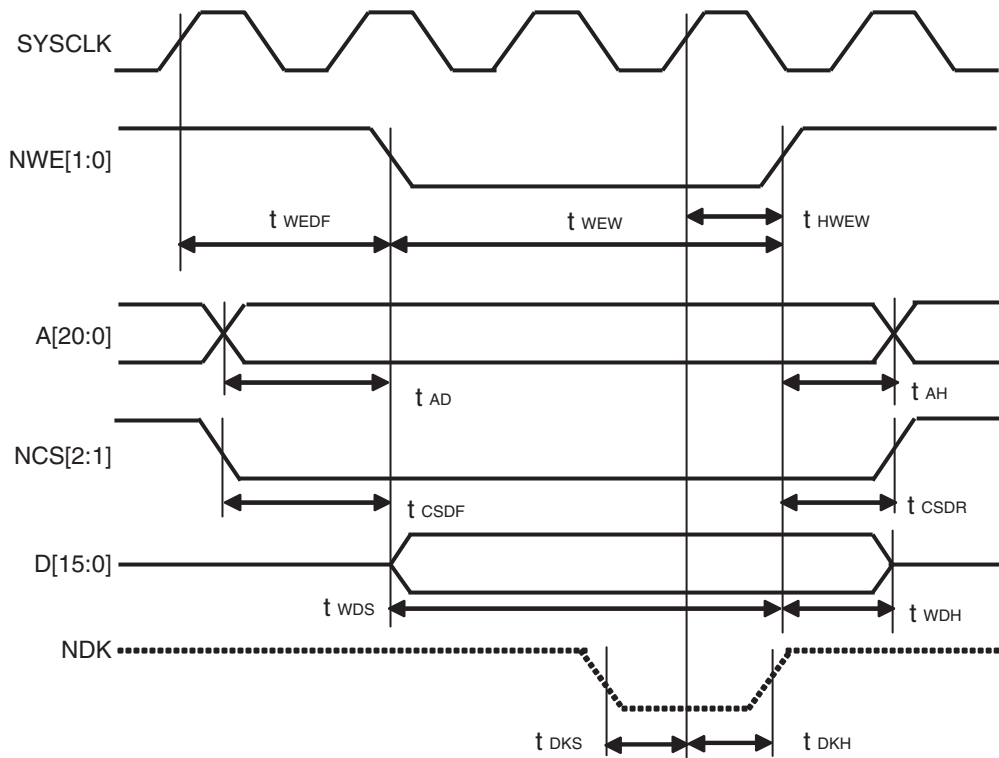 SYSCLK
NWE[1:0]
t WEDF
t WEW
t HWEW
A[20:0]
t AD
t AH
NCS[2:1]
t CSDF
t CSDR
D[15:0]
t WDS
t WDH
NDK
t DKS
t DKH